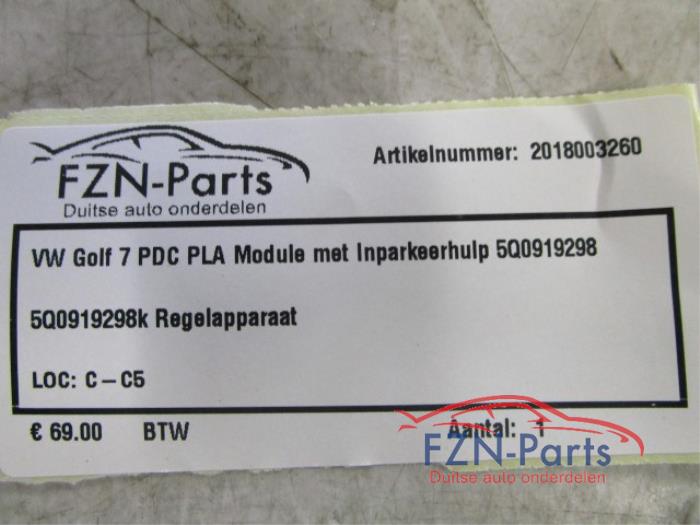 FZN-Parts
Duitse auto onderdelen
Artikelnummer: 2018003260
VW Golf 7 PDC PLA Module met Inparkeerhulp 5Q0919298
5Q0919298k Regelapparaat
LOC: C-C5
€ 69.00 BTW Aantal: 1
FZN-Parts
Duitse auto onderdelen